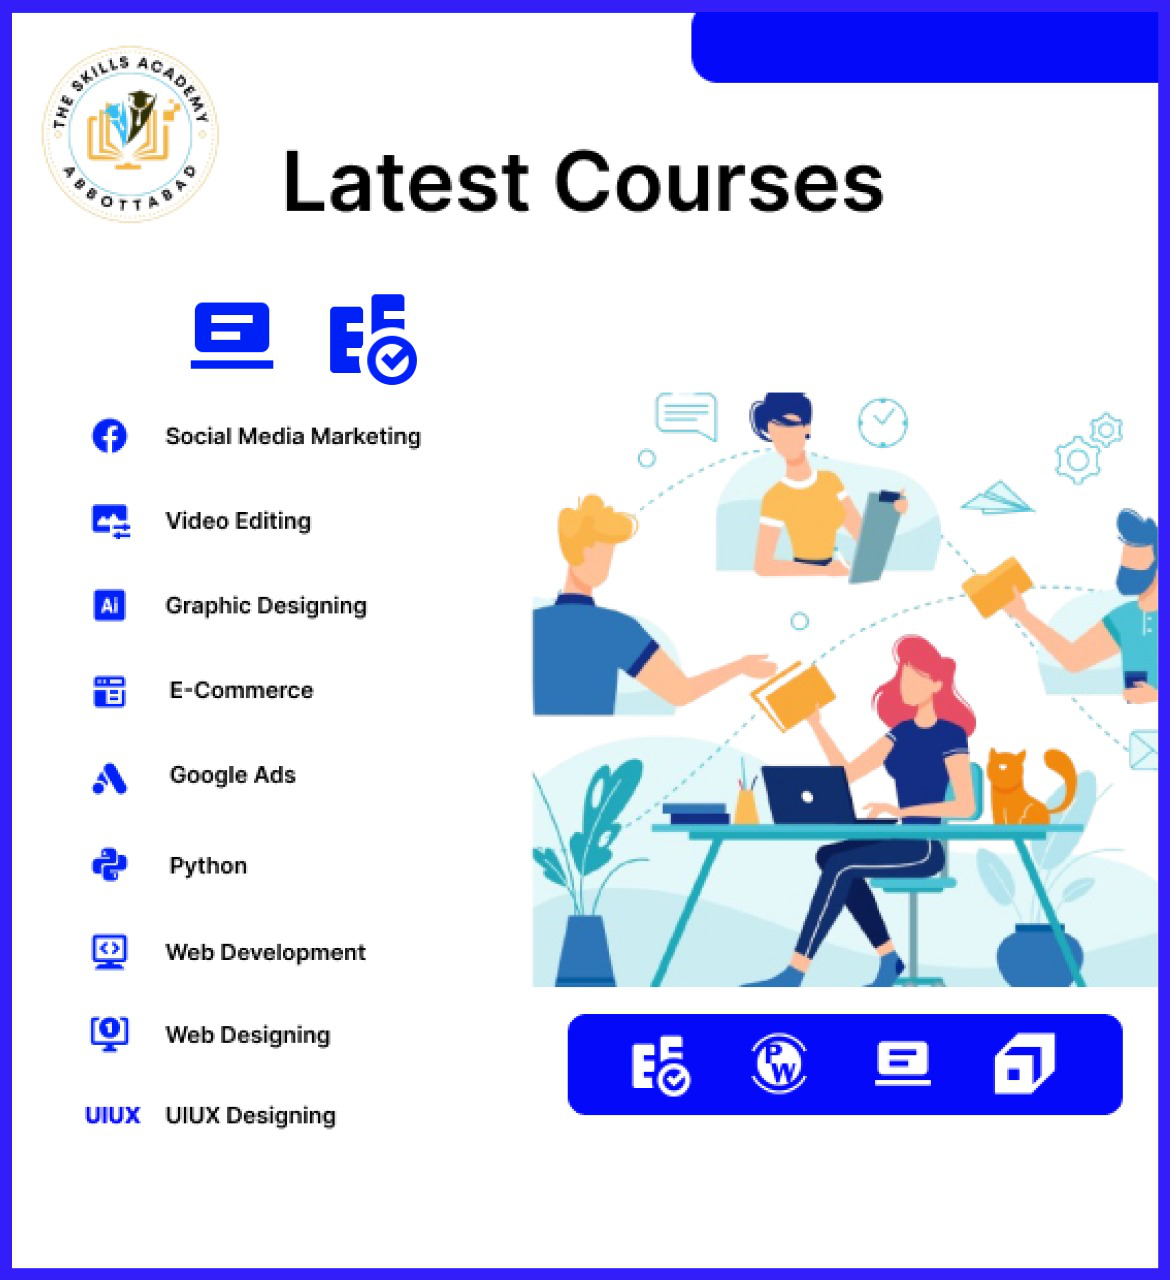 THE SKILLS ACADEMY
ABBOTTABAD
Latest Courses
Social Media Marketing
Video Editing
Ai
Graphic Designing
E-Commerce
Google Ads
Python
Web Development
1
Web Designing
UIUX UIUX Designing
P
W